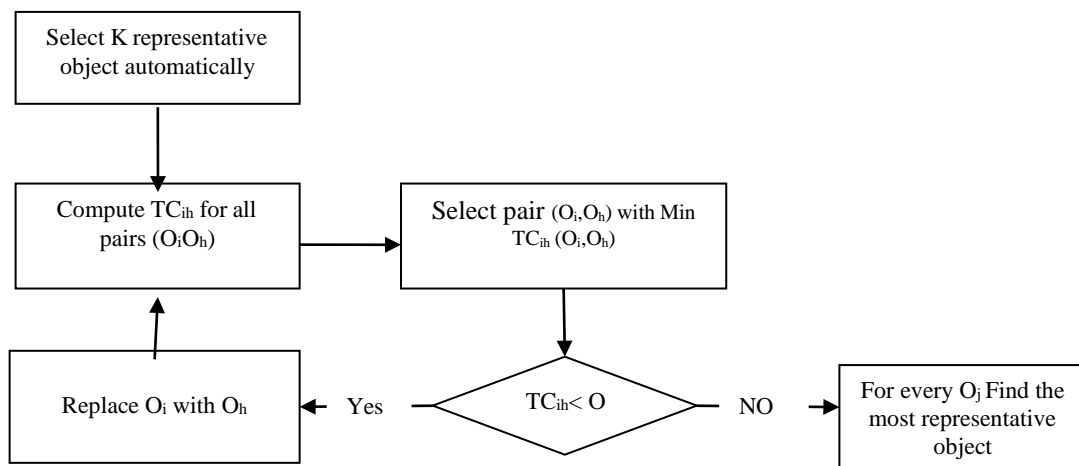 Select K representative
object automatically
Compute TCih for all
pairs (OiOh)
Select pair (Oi,Oh) with Min
TCih (Oi,Oh)
Replace Oi with Oh
Yes
TCih< O
NO
For every Oj Find the
most representative
object